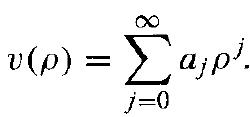 v(ρ) = ∑_{j=0}^{∞} a_j ρ^j.